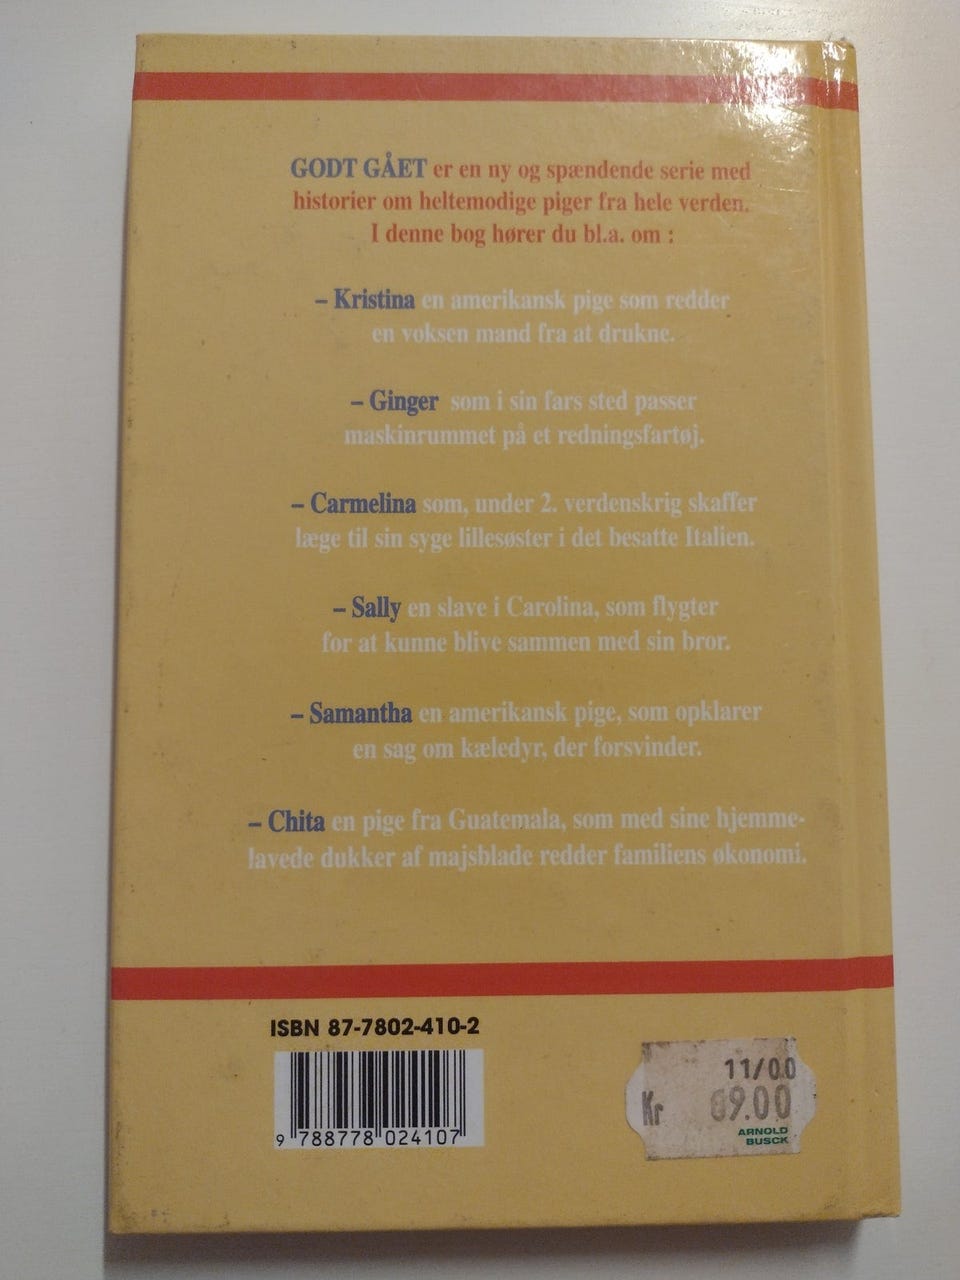 GODT GÅET er en ny og spændende serie med
historier om heltemodige piger fra hele verden.
I denne bog hører du bl.a. om :
– Kristina en amerikansk pige som redder
en voksen mand fra at drukne.
– Ginger som i sin fars sted passer
maskinrummet på et redningsfartøj.
– Carmelina som, under 2. verdenskrig skaffer
læge til sin syge lillesøster i det besatte Italien.
– Sally en slave i Carolina, som flygter
for at kunne blive sammen med sin bror.
– Samantha en amerikansk pige, som opklarer
en sag om kæledyr, der forsvinder.
– Chita en pige fra Guatemala, som med sine hjemme-
lavede dukker af majsblade redder familiens økonomi.
ISBN 87-7802-410-2
9 788778 024107
11/00
Kr
ARNOLD
BUSCK